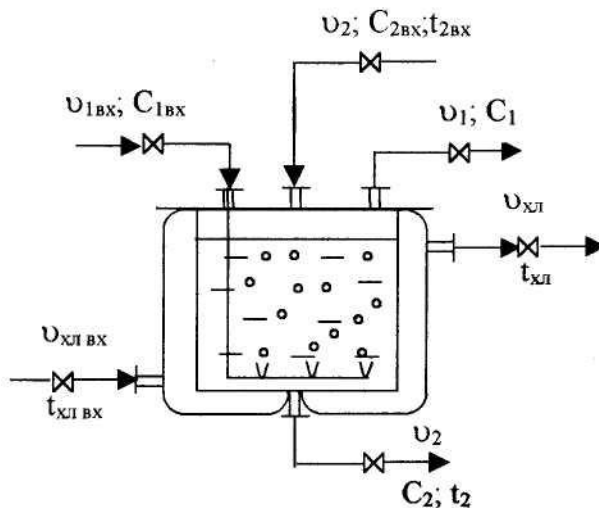 υ₂; C₂вх;t₂вх
υ₁вх; C₁вх
υ₁; C₁
υхл
tхл
υхл вх
tхл вх
υ₂
C₂; t₂